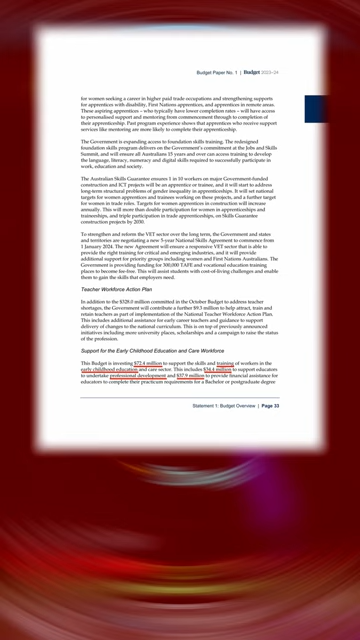 Budget Paper No. 1 | Budget 2023–24
for women seeking a career in higher paid trade occupations and strengthening supports
for apprentices with disability, First Nations apprentices, and apprentices in remote areas.
These aspiring apprentices – who typically have lower completion rates – will have access
to personalised support and mentoring from commencement through to completion of
their apprenticeship. Past program experience shows that apprentices who receive support
services like mentoring are more likely to complete their apprenticeship.
The Government is expanding access to foundation skills training. The redesigned
foundation skills program delivers on the Government's commitment at the Jobs and Skills
Summit, and will ensure all Australians 15 years and over can access training to develop
the language, literacy, numeracy and digital skills required to successfully participate in
work, education and society.
The Australian Skills Guarantee ensures 1 in 10 workers on major Government-funded
construction and ICT projects will be an apprentice or trainee, and it will start to address
long-term structural problems of gender inequality in apprenticeships. It will set national
targets for women apprentices and trainees working on these projects, and a further target
for women in trade roles. Targets for women apprentices in construction will increase
annually. This will more than double participation for women in apprenticeships and
traineeships, and triple participation in trade apprenticeships, on Skills Guarantee
construction projects by 2030.
To strengthen and reform the VET sector over the long term, the Government and states
and territories are negotiating a new 5-year National Skills Agreement to commence from
1 January 2024. The new Agreement will ensure a responsive VET sector that is able to
provide the right training for critical and emerging industries, and it will provide
additional support for priority groups including women and First Nations Australians. The
Government is providing funding for 300,000 TAFE and vocational education training
places to become fee-free. This will assist students with cost-of-living challenges and enable
them to gain the skills that employers need.
Teacher Workforce Action Plan
In addition to the $328.0 million committed in the October Budget to address teacher
shortages, the Government will contribute a further $9.3 million to help attract, train and
retain teachers as part of implementation of the National Teacher Workforce Action Plan.
This includes additional assistance for early career teachers and guidance to support
delivery of changes to the national curriculum. This is on top of previously announced
initiatives including more university places, scholarships and a campaign to raise the status
of the profession.
Support for the Early Childhood Education and Care Workforce
This Budget is investing $72.4 million to support the skills and training of workers in the
early childhood education and care sector. This includes $34.4 million to support educators
to undertake professional development and $37.9 million to provide financial assistance for
educators to complete their practicum requirements for a Bachelor or postgraduate degree
Statement 1: Budget Overview | Page 33